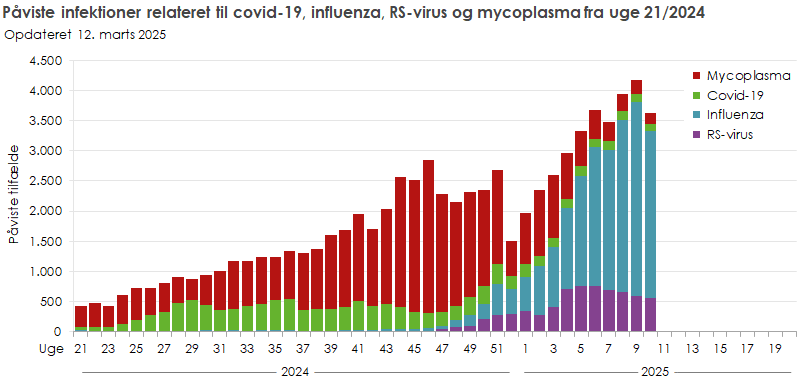 Påviste infektioner relateret til covid-19, influenza, RS-virus og mycoplasma fra uge 21/2024
Opdateret 12. marts 2025
Påviste tilfælde
4.500
4.000
3.500
3.000
2.500
2.000
1.500
1.000
500
0
Mycoplasma
Covid-19
Influenza
RS-virus
Uge 21 23 25 27 29 31 33 35 37 39 41 43 45 47 49 51 1 3 5 7 9 11 13 15 17 19
2024 2025